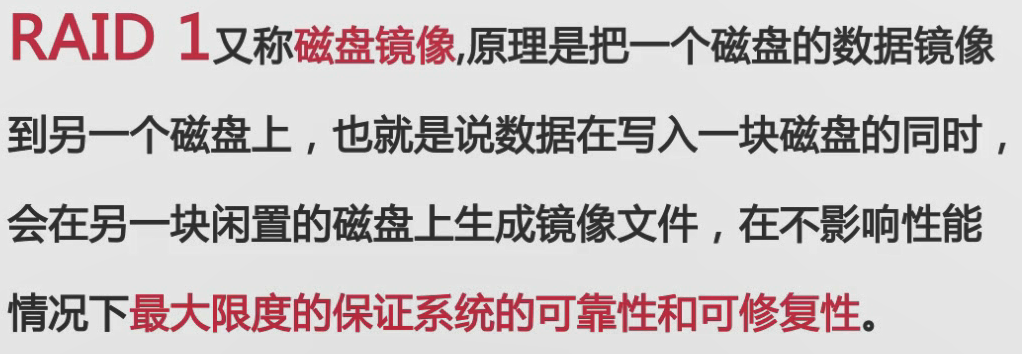 RAID 1又称磁盘镜像,原理是把一个磁盘的数据镜像
到另一个磁盘上，也就是说数据在写入一块磁盘的同时，
会在另一块闲置的磁盘上生成镜像文件，在不影响性能
情况下最大限度的保证系统的可靠性和可修复性。